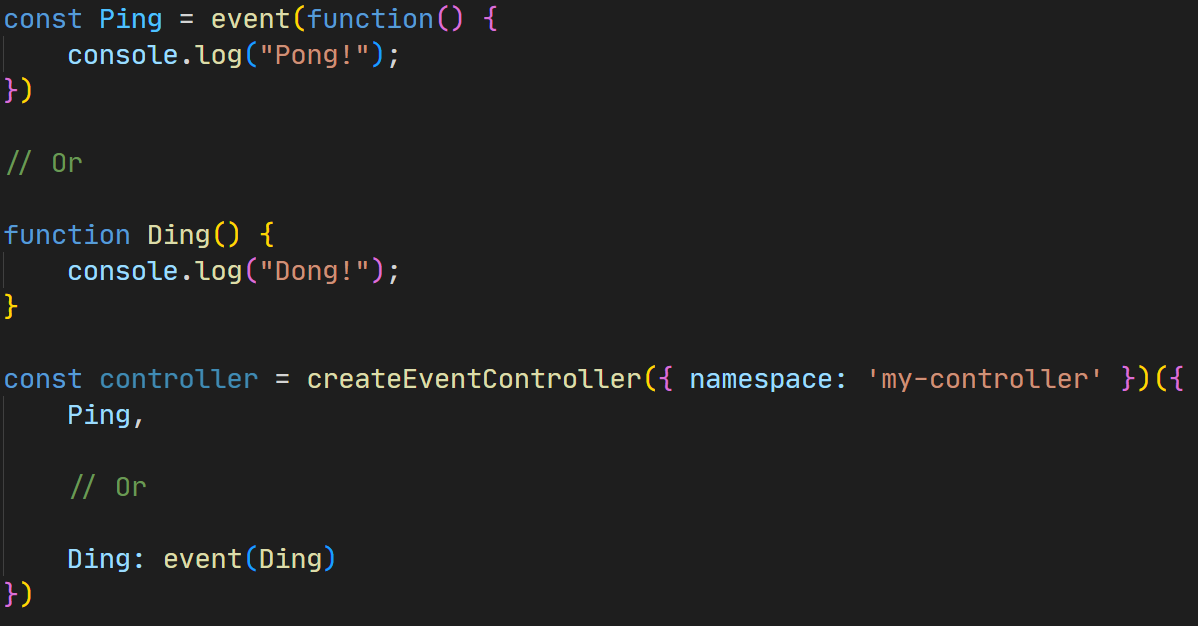 const Ping = event(function() {
    console.log("Pong!");
})
// Or
function Ding() {
    console.log("Dong!");
}
const controller = createEventController({ namespace: 'my-controller' })({
    Ping,
    // Or
    Ding: event(Ding)
})